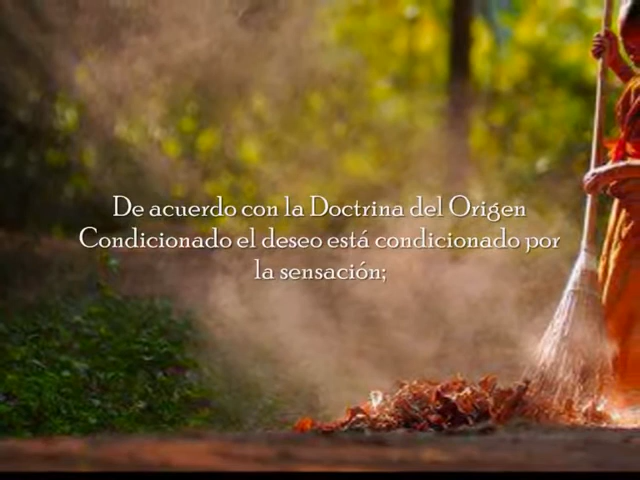 De acuerdo con la Doctrina del Origen
Condicionado el deseo está condicionado por
la sensación;